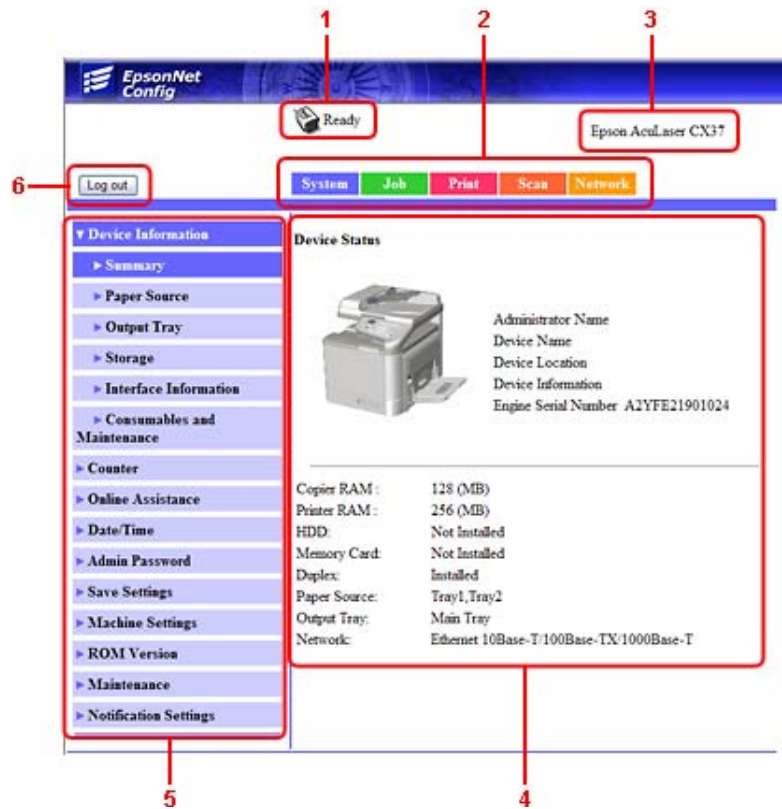 1
2
3
EpsonNet
Config
Ready
Epson AcuLaser CX37
6
Log out
System Job Print Scan Network
▼ Device Information
▶ Summary
▶ Paper Source
▶ Output Tray
▶ Storage
▶ Interface Information
▶ Consumables and
Maintenance
▶ Counter
▶ Online Assistance
▶ Date/Time
▶ Admin Password
▶ Save Settings
▶ Machine Settings
▶ ROM Version
▶ Maintenance
▶ Notification Settings
Device Status
Administrator Name
Device Name
Device Location
Device Information
Engine Serial Number A2YFE21901024
Copier RAM : 128 (MB)
Printer RAM : 256 (MB)
HDD: Not Installed
Memory Card: Not Installed
Duplex: Installed
Paper Source: Tray1,Tray2
Output Tray: Main Tray
Network: Ethernet 10Base-T/100Base-TX/1000Base-T
5
4